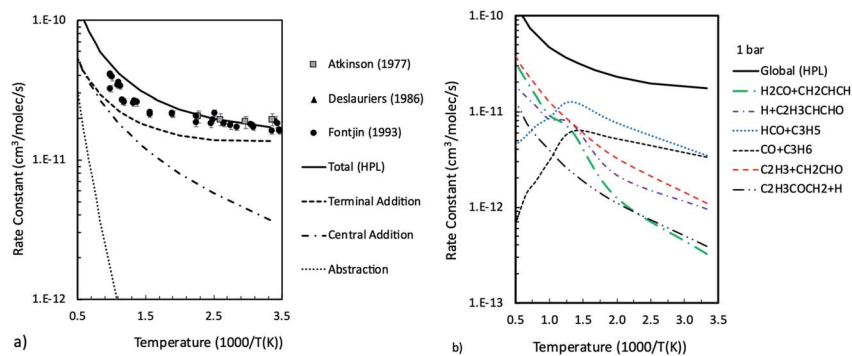 1.E-10
1.E-11
1.E-12
Rate Constant (cm³/molec/s)
0.5 1.5 2.5 3.5
Temperature (1000/T(K))
a)
Atkinson (1977)
Deslauriers (1986)
Fontjin (1993)
Total (HPL)
Terminal Addition
Central Addition
Abstraction
1.E-10
1.E-11
1.E-12
1.E-13
Rate Constant (cm³/molec/s)
0.5 1.0 1.5 2.0 2.5 3.0 3.5
Temperature (1000/T(K))
b)
1 bar
Global (HPL)
H2CO+CH2CHCH
H+C2H3CHCHO
HCO+C3H5
CO+C3H6
C2H3+CH2CHO
C2H3COCH2+H